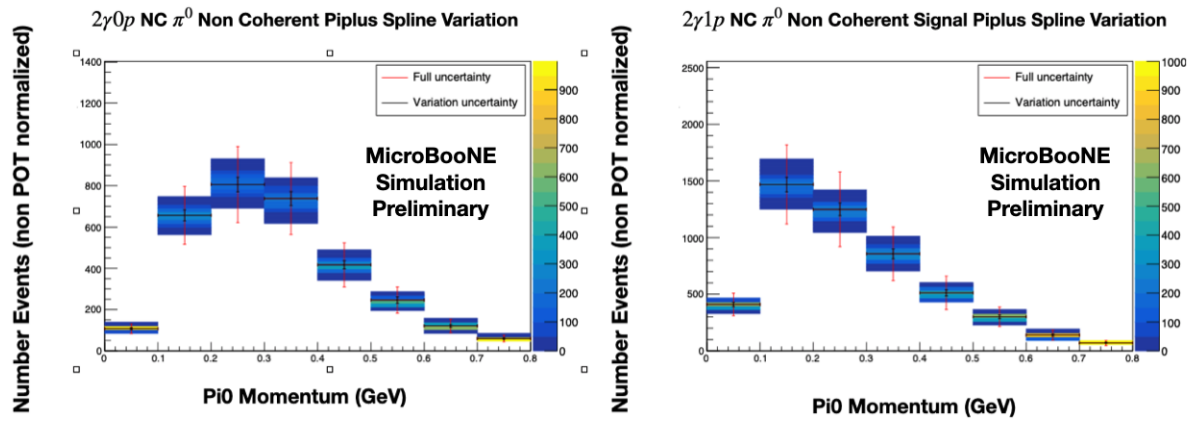 2γ0p NC π⁰ Non Coherent Piplus Spline Variation
Number Events (non POT normalized)
1400
1200
1000
800
600
400
200
0
Full uncertainty
Variation uncertainty
MicroBooNE
Simulation
Preliminary
900
800
700
600
500
400
300
200
100
0
0 0.1 0.2 0.3 0.4 0.5 0.6 0.7 0.8
Pi0 Momentum (GeV)
2γ1p NC π⁰ Non Coherent Signal Piplus Spline Variation
Number Events (non POT normalized)
2500
2000
1500
1000
500
0
Full uncertainty
Variation uncertainty
MicroBooNE
Simulation
Preliminary
1000
900
800
700
600
500
400
300
200
100
0
0 0.1 0.2 0.3 0.4 0.5 0.6 0.7 0.8
Pi0 Momentum (GeV)